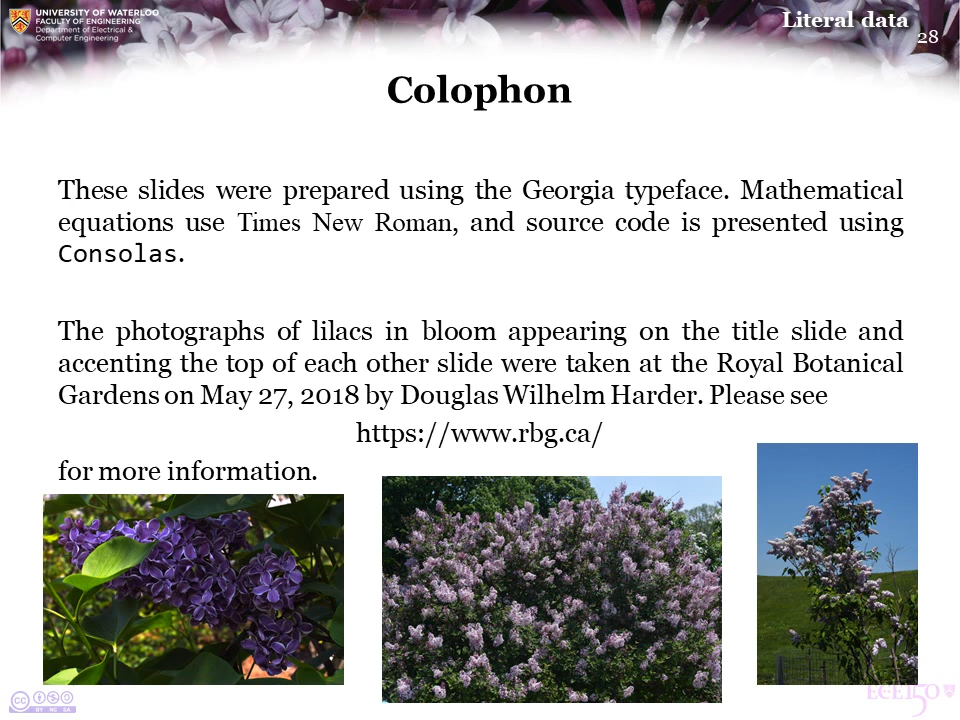 UNIVERSITY OF WATERLOO
FACULTY OF ENGINEERING
Department of Electrical &
Computer Engineering
Literal data
28
Colophon
These slides were prepared using the Georgia typeface. Mathematical
equations use Times New Roman, and source code is presented using
Consolas.
The photographs of lilacs in bloom appearing on the title slide and
accenting the top of each other slide were taken at the Royal Botanical
Gardens on May 27, 2018 by Douglas Wilhelm Harder. Please see
https://www.rbg.ca/
for more information.
cc
BY NC SA
ECE150